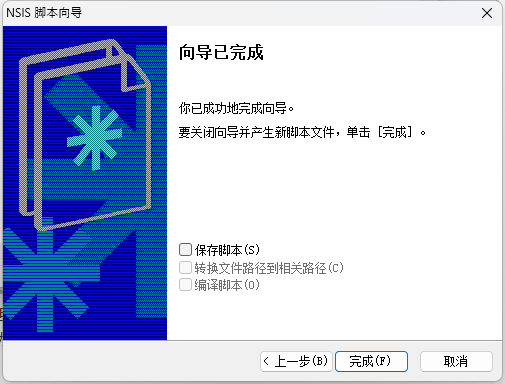 NSIS 脚本向导
向导已完成
你已成功地完成向导。
要关闭向导并产生新脚本文件，单击 [完成] 。
保存脚本(S)
转换文件路径到相关路径(C)
编译脚本(O)
< 上一步(B)
完成(F)
取消